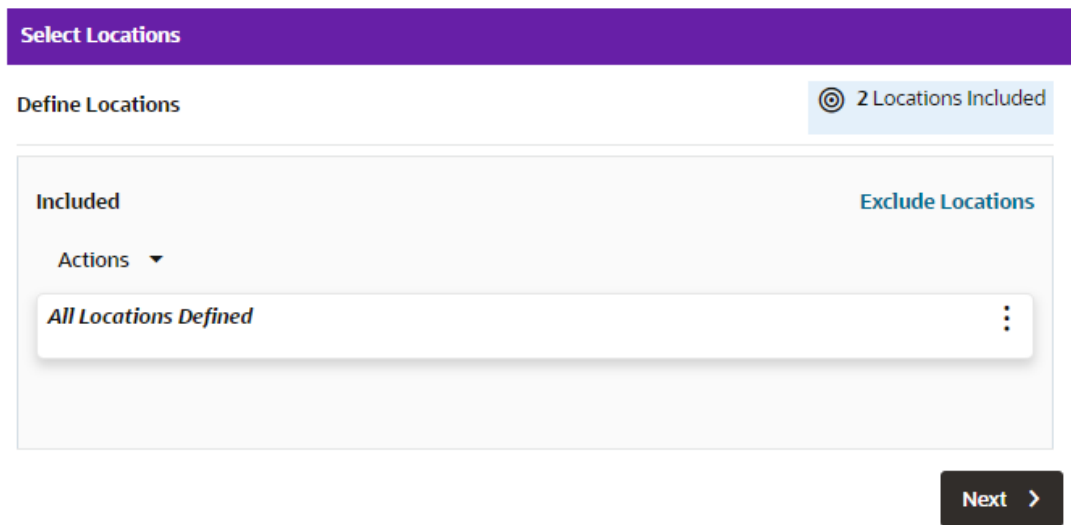 Select Locations
Define Locations
2 Locations Included
Included
Exclude Locations
Actions
All Locations Defined
Next